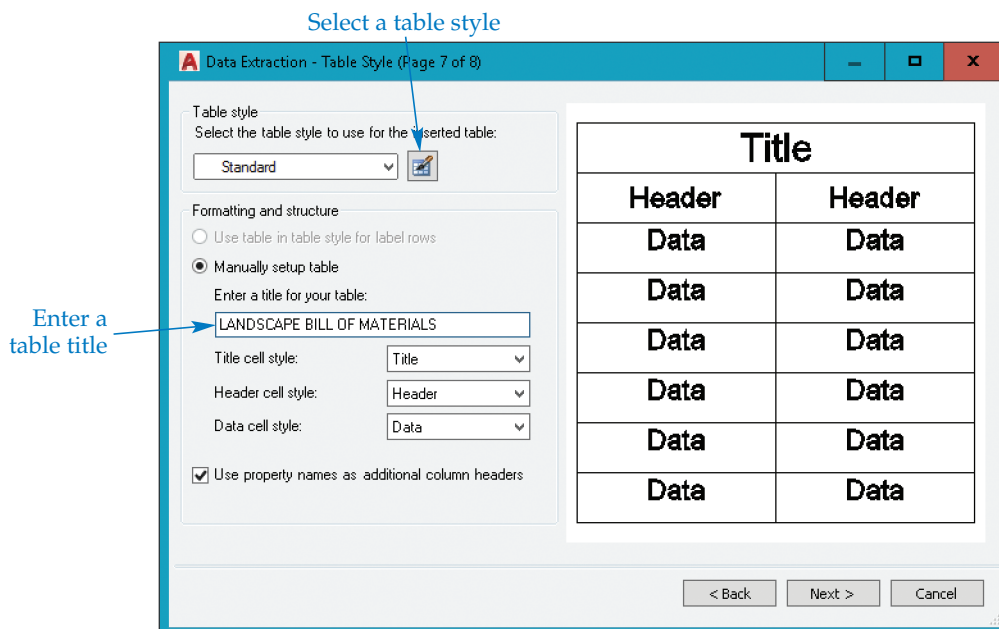 Select a table style
Data Extraction - Table Style (Page 7 of 8)
Table style
Select the table style to use for the inserted table:
Standard
Formatting and structure
Use table in table style for label rows
Manually setup table
Enter a title for your table:
Enter a
table title
LANDSCAPE BILL OF MATERIALS
Title cell style: Title
Header cell style: Header
Data cell style: Data
Use property names as additional column headers
Title
Header Header
Data Data
Data Data
Data Data
Data Data
Data Data
Data Data
< Back Next > Cancel